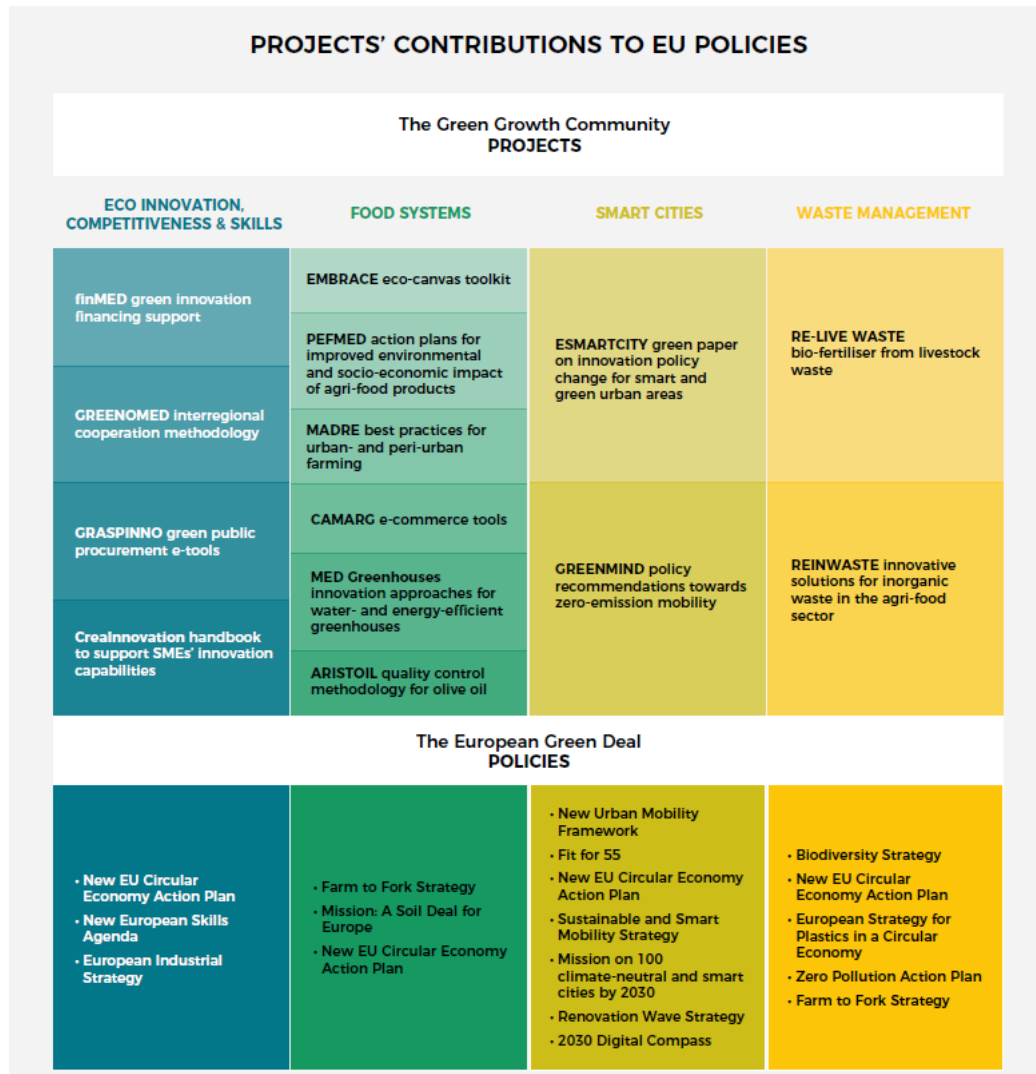 PROJECTS' CONTRIBUTIONS TO EU POLICIES
The Green Growth Community
PROJECTS
ECO INNOVATION,
COMPETITIVENESS & SKILLS
finMED green innovation
financing support
GREENOMED interregional
cooperation methodology
GRASPINNO green public
procurement e-tools
CreaInnovation handbook
to support SMEs' innovation
capabilities
FOOD SYSTEMS
EMBRACE eco-canvas toolkit
PEFMED action plans for
improved environmental
and socio-economic impact
of agri-food products
MADRE best practices for
urban- and peri-urban
farming
CAMARG e-commerce tools
MED Greenhouses
innovation approaches for
water- and energy-efficient
greenhouses
ARISTOIL quality control
methodology for olive oil
SMART CITIES
ESMARTCITY green paper
on innovation policy
change for smart and
green urban areas
GREENMIND policy
recommendations towards
zero-emission mobility
WASTE MANAGEMENT
RE-LIVE WASTE
bio-fertiliser from livestock
waste
REINWASTE innovative
solutions for inorganic
waste in the agri-food
sector
The European Green Deal
POLICIES
• New EU Circular
Economy Action Plan
• New European Skills
Agenda
• European Industrial
Strategy
• Farm to Fork Strategy
• Mission: A Soil Deal for
Europe
• New EU Circular Economy
Action Plan
• New Urban Mobility
Framework
• Fit for 55
• New EU Circular Economy
Action Plan
• Sustainable and Smart
Mobility Strategy
• Mission on 100
climate-neutral and smart
cities by 2030
• Renovation Wave Strategy
• 2030 Digital Compass
• Biodiversity Strategy
• New EU Circular
Economy Action Plan
• European Strategy for
Plastics in a Circular
Economy
• Zero Pollution Action Plan
• Farm to Fork Strategy